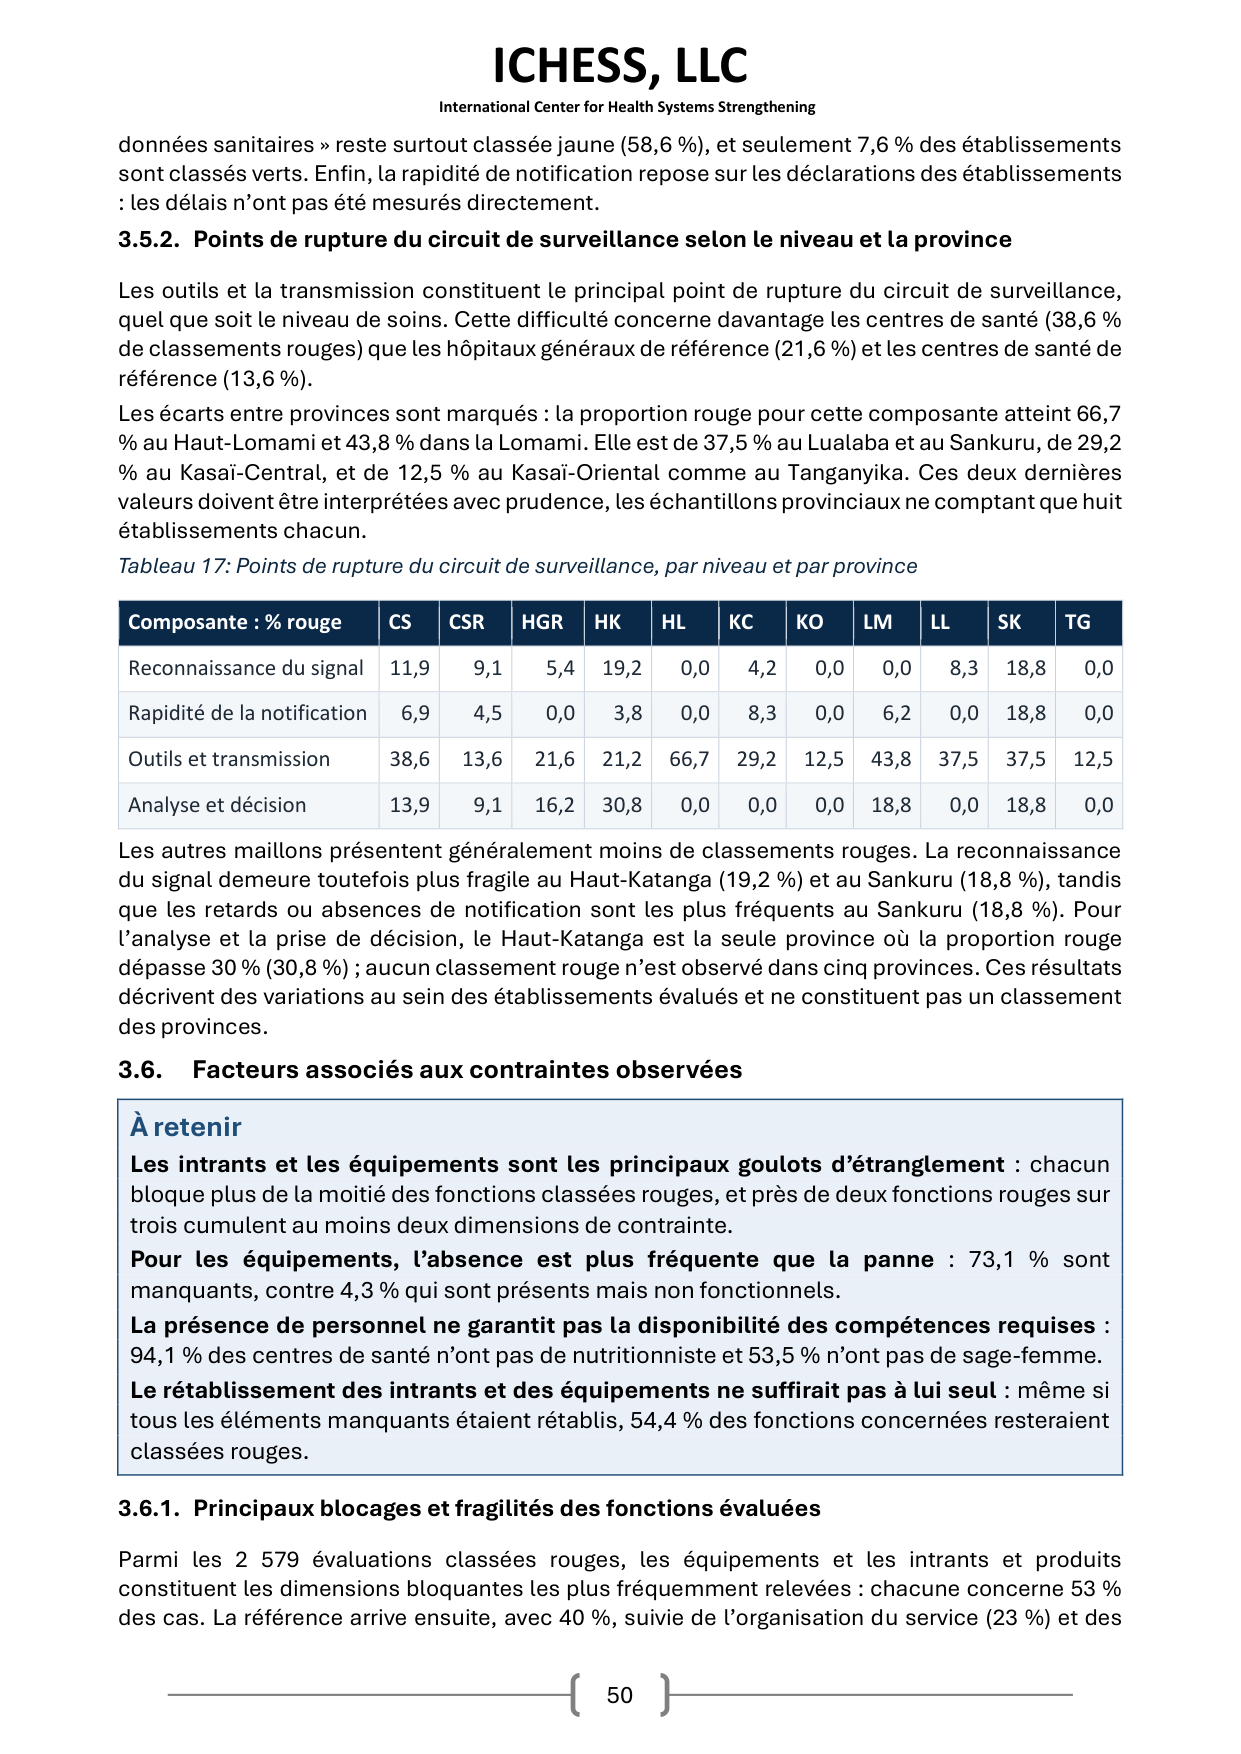 ICHESS, LLC
International Center for Health Systems Strengthening
données sanitaires » reste surtout classée jaune (58,6 %), et seulement 7,6 % des établissements
sont classés verts. Enfin, la rapidité de notification repose sur les déclarations des établissements
: les délais n’ont pas été mesurés directement.
3.5.2. Points de rupture du circuit de surveillance selon le niveau et la province
Les outils et la transmission constituent le principal point de rupture du circuit de surveillance,
quel que soit le niveau de soins. Cette difficulté concerne davantage les centres de santé (38,6 %
de classements rouges) que les hôpitaux généraux de référence (21,6 %) et les centres de santé de
référence (13,6 %).
Les écarts entre provinces sont marqués : la proportion rouge pour cette composante atteint 66,7
% au Haut-Lomami et 43,8 % dans la Lomami. Elle est de 37,5 % au Lualaba et au Sankuru, de 29,2
% au Kasaï-Central, et de 12,5 % au Kasaï-Oriental comme au Tanganyika. Ces deux dernières
valeurs doivent être interprétées avec prudence, les échantillons provinciaux ne comptant que huit
établissements chacun.
Tableau 17: Points de rupture du circuit de surveillance, par niveau et par province
Composante : % rouge CS CSR HGR HK HL KC KO LM LL SK TG
Reconnaissance du signal 11,9 9,1 5,4 19,2 0,0 4,2 0,0 0,0 8,3 18,8 0,0
Rapidité de la notification 6,9 4,5 0,0 3,8 0,0 8,3 0,0 6,2 0,0 18,8 0,0
Outils et transmission 38,6 13,6 21,6 21,2 66,7 29,2 12,5 43,8 37,5 37,5 12,5
Analyse et décision 13,9 9,1 16,2 30,8 0,0 0,0 0,0 18,8 0,0 18,8 0,0
Les autres maillons présentent généralement moins de classements rouges. La reconnaissance
du signal demeure toutefois plus fragile au Haut-Katanga (19,2 %) et au Sankuru (18,8 %), tandis
que les retards ou absences de notification sont les plus fréquents au Sankuru (18,8 %). Pour
l’analyse et la prise de décision, le Haut-Katanga est la seule province où la proportion rouge
dépasse 30 % (30,8 %) ; aucun classement rouge n’est observé dans cinq provinces. Ces résultats
décrivent des variations au sein des établissements évalués et ne constituent pas un classement
des provinces.
3.6. Facteurs associés aux contraintes observées
À retenir
Les intrants et les équipements sont les principaux goulots d’étranglement : chacun
bloque plus de la moitié des fonctions classées rouges, et près de deux fonctions rouges sur
trois cumulent au moins deux dimensions de contrainte.
Pour les équipements, l’absence est plus fréquente que la panne : 73,1 % sont
manquants, contre 4,3 % qui sont présents mais non fonctionnels.
La présence de personnel ne garantit pas la disponibilité des compétences requises :
94,1 % des centres de santé n’ont pas de nutritionniste et 53,5 % n’ont pas de sage-femme.
Le rétablissement des intrants et des équipements ne suffirait pas à lui seul : même si
tous les éléments manquants étaient rétablis, 54,4 % des fonctions concernées resteraient
classées rouges.
3.6.1. Principaux blocages et fragilités des fonctions évaluées
Parmi les 2 579 évaluations classées rouges, les équipements et les intrants et produits
constituent les dimensions bloquantes les plus fréquemment relevées : chacune concerne 53 %
des cas. La référence arrive ensuite, avec 40 %, suivie de l’organisation du service (23 %) et des
50